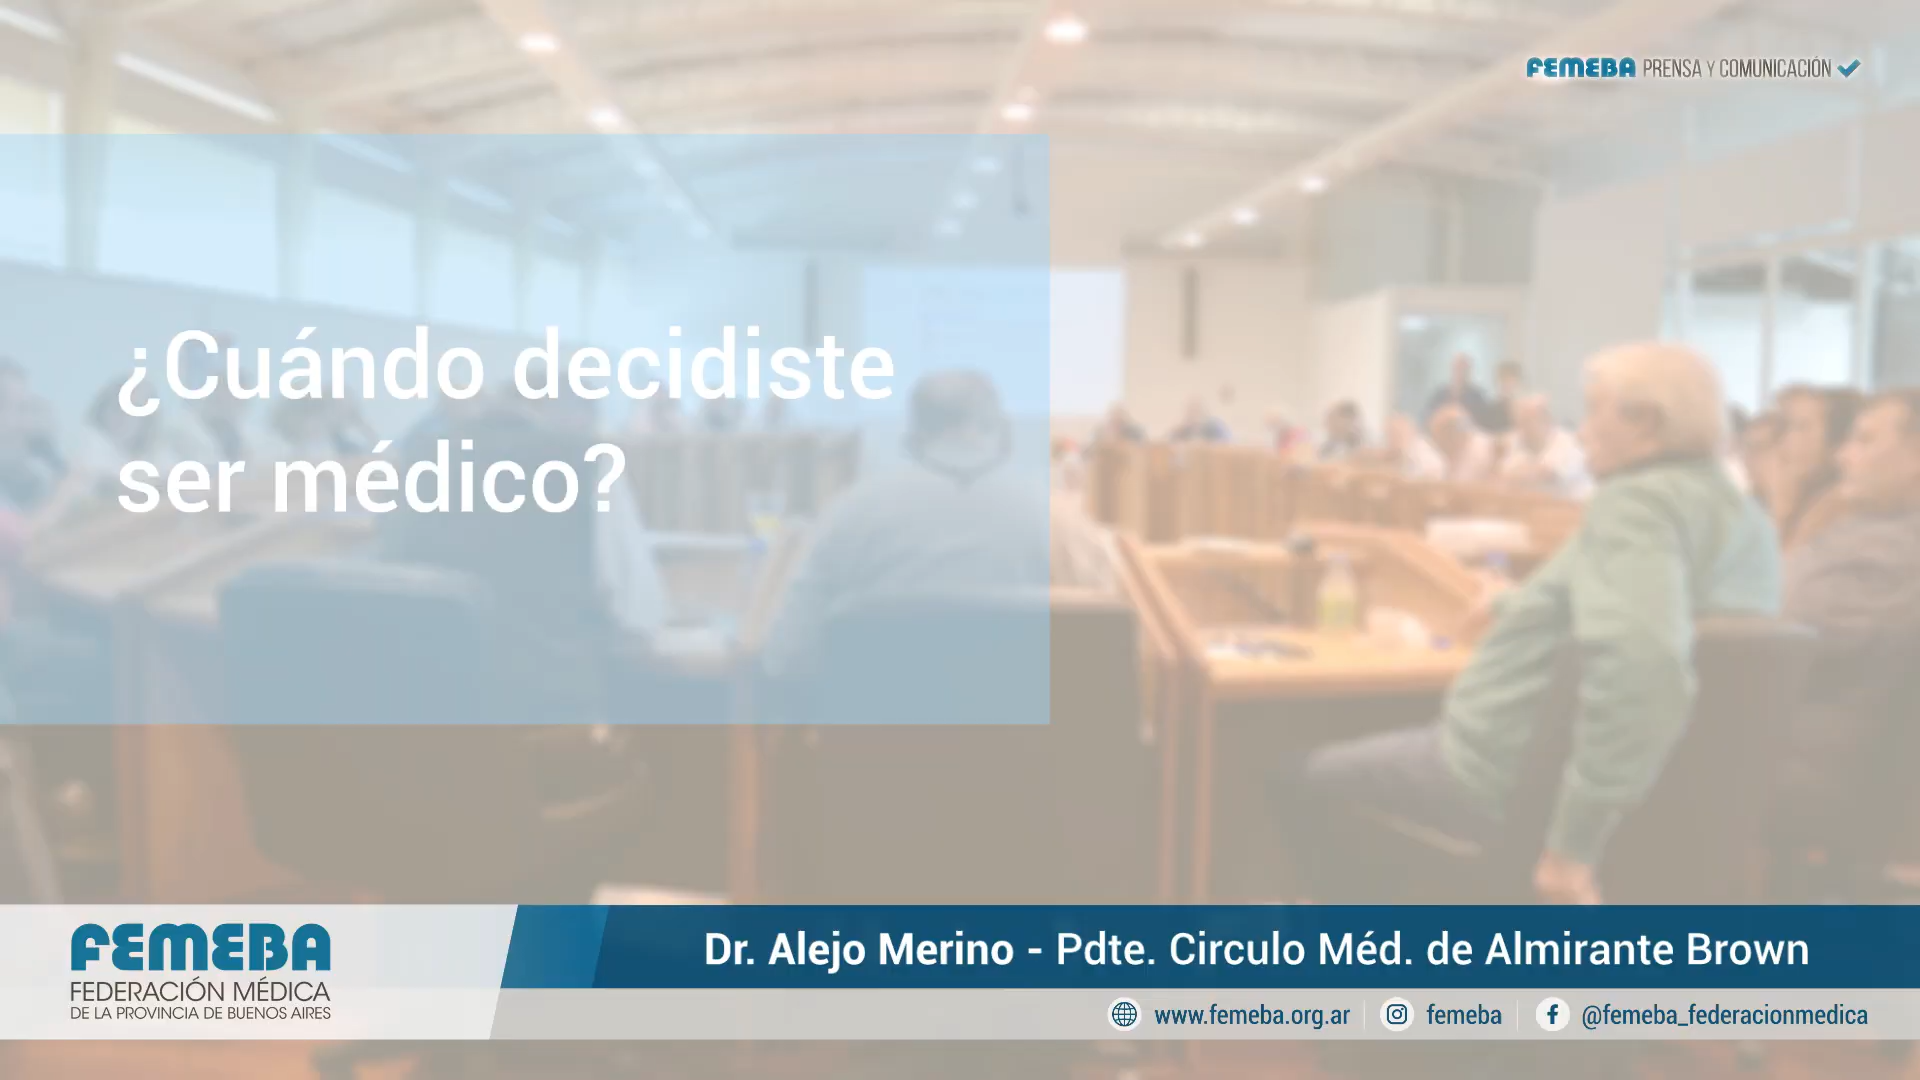 FEMEBA PRENSA Y COMUNICACIÓN
¿Cuándo decidiste
ser médico?
FEMEBA
FEDERACIÓN MÉDICA
DE LA PROVINCIA DE BUENOS AIRES
Dr. Alejo Merino - Pdte. Circulo Méd. de Almirante Brown
www.femeba.org.ar femeba @femeba_federacionmedica